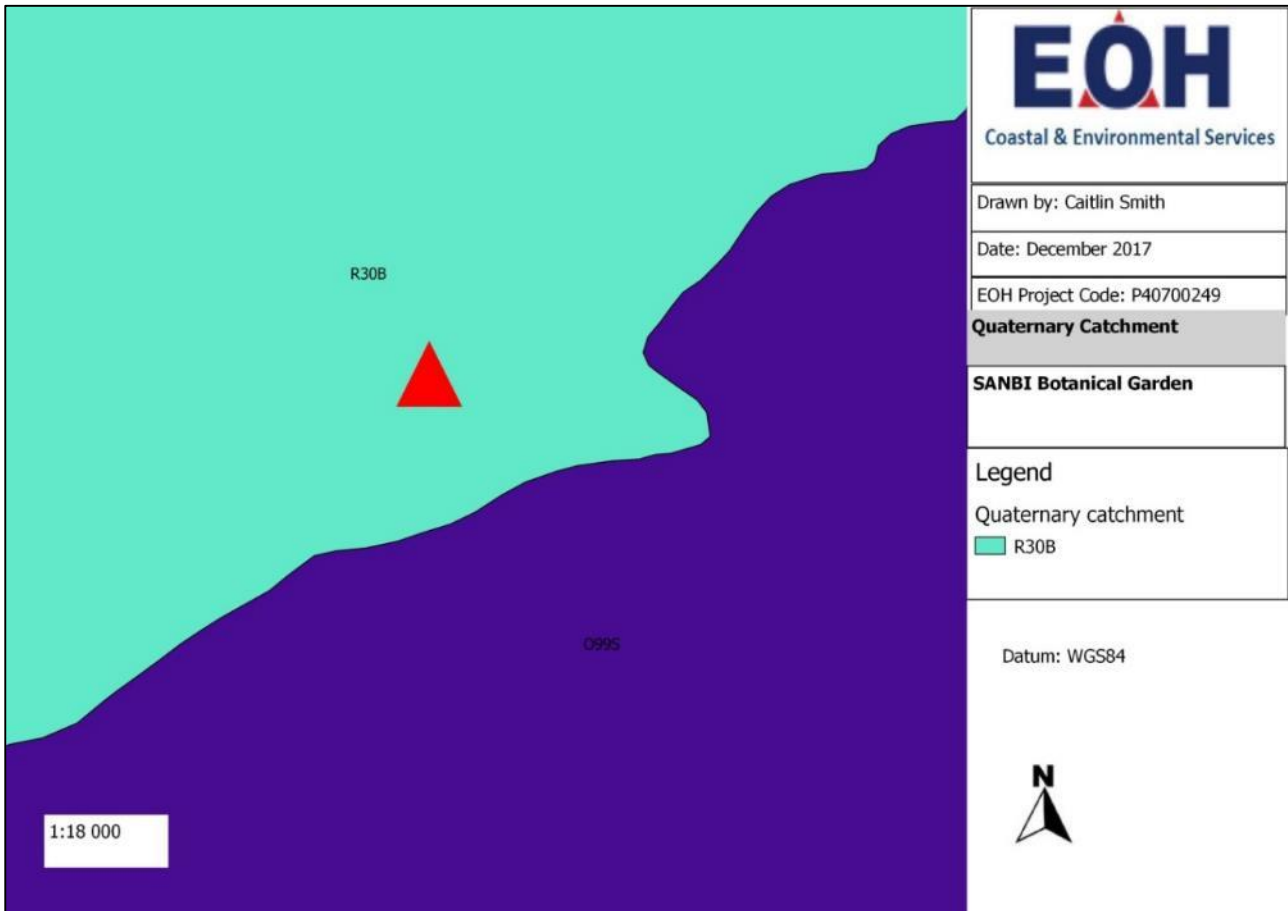 EOH
Coastal & Environmental Services
Drawn by: Caitlin Smith
Date: December 2017
EOH Project Code: P40700249
Quaternary Catchment
SANBI Botanical Garden
Legend
Quaternary catchment
R30B
Datum: WGS84
N
R30B
O99S
1:18 000